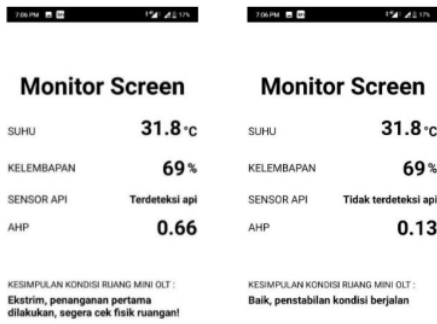 7:06 PM
17%
Monitor Screen
SUHU 31.8 °C
KELEMBAPAN 69 %
SENSOR API Terdeteksi api
AHP 0.66
KESIMPULAN KONDISI RUANG MINI OLT :
Ekstrim, penanganan pertama
dilakukan, segera cek fisik ruangan!
7:06 PM
17%
Monitor Screen
SUHU 31.8 °C
KELEMBAPAN 69 %
SENSOR API Tidak terdeteksi api
AHP 0.13
KESIMPULAN KONDISI RUANG MINI OLT :
Baik, penstabilan kondisi berjalan